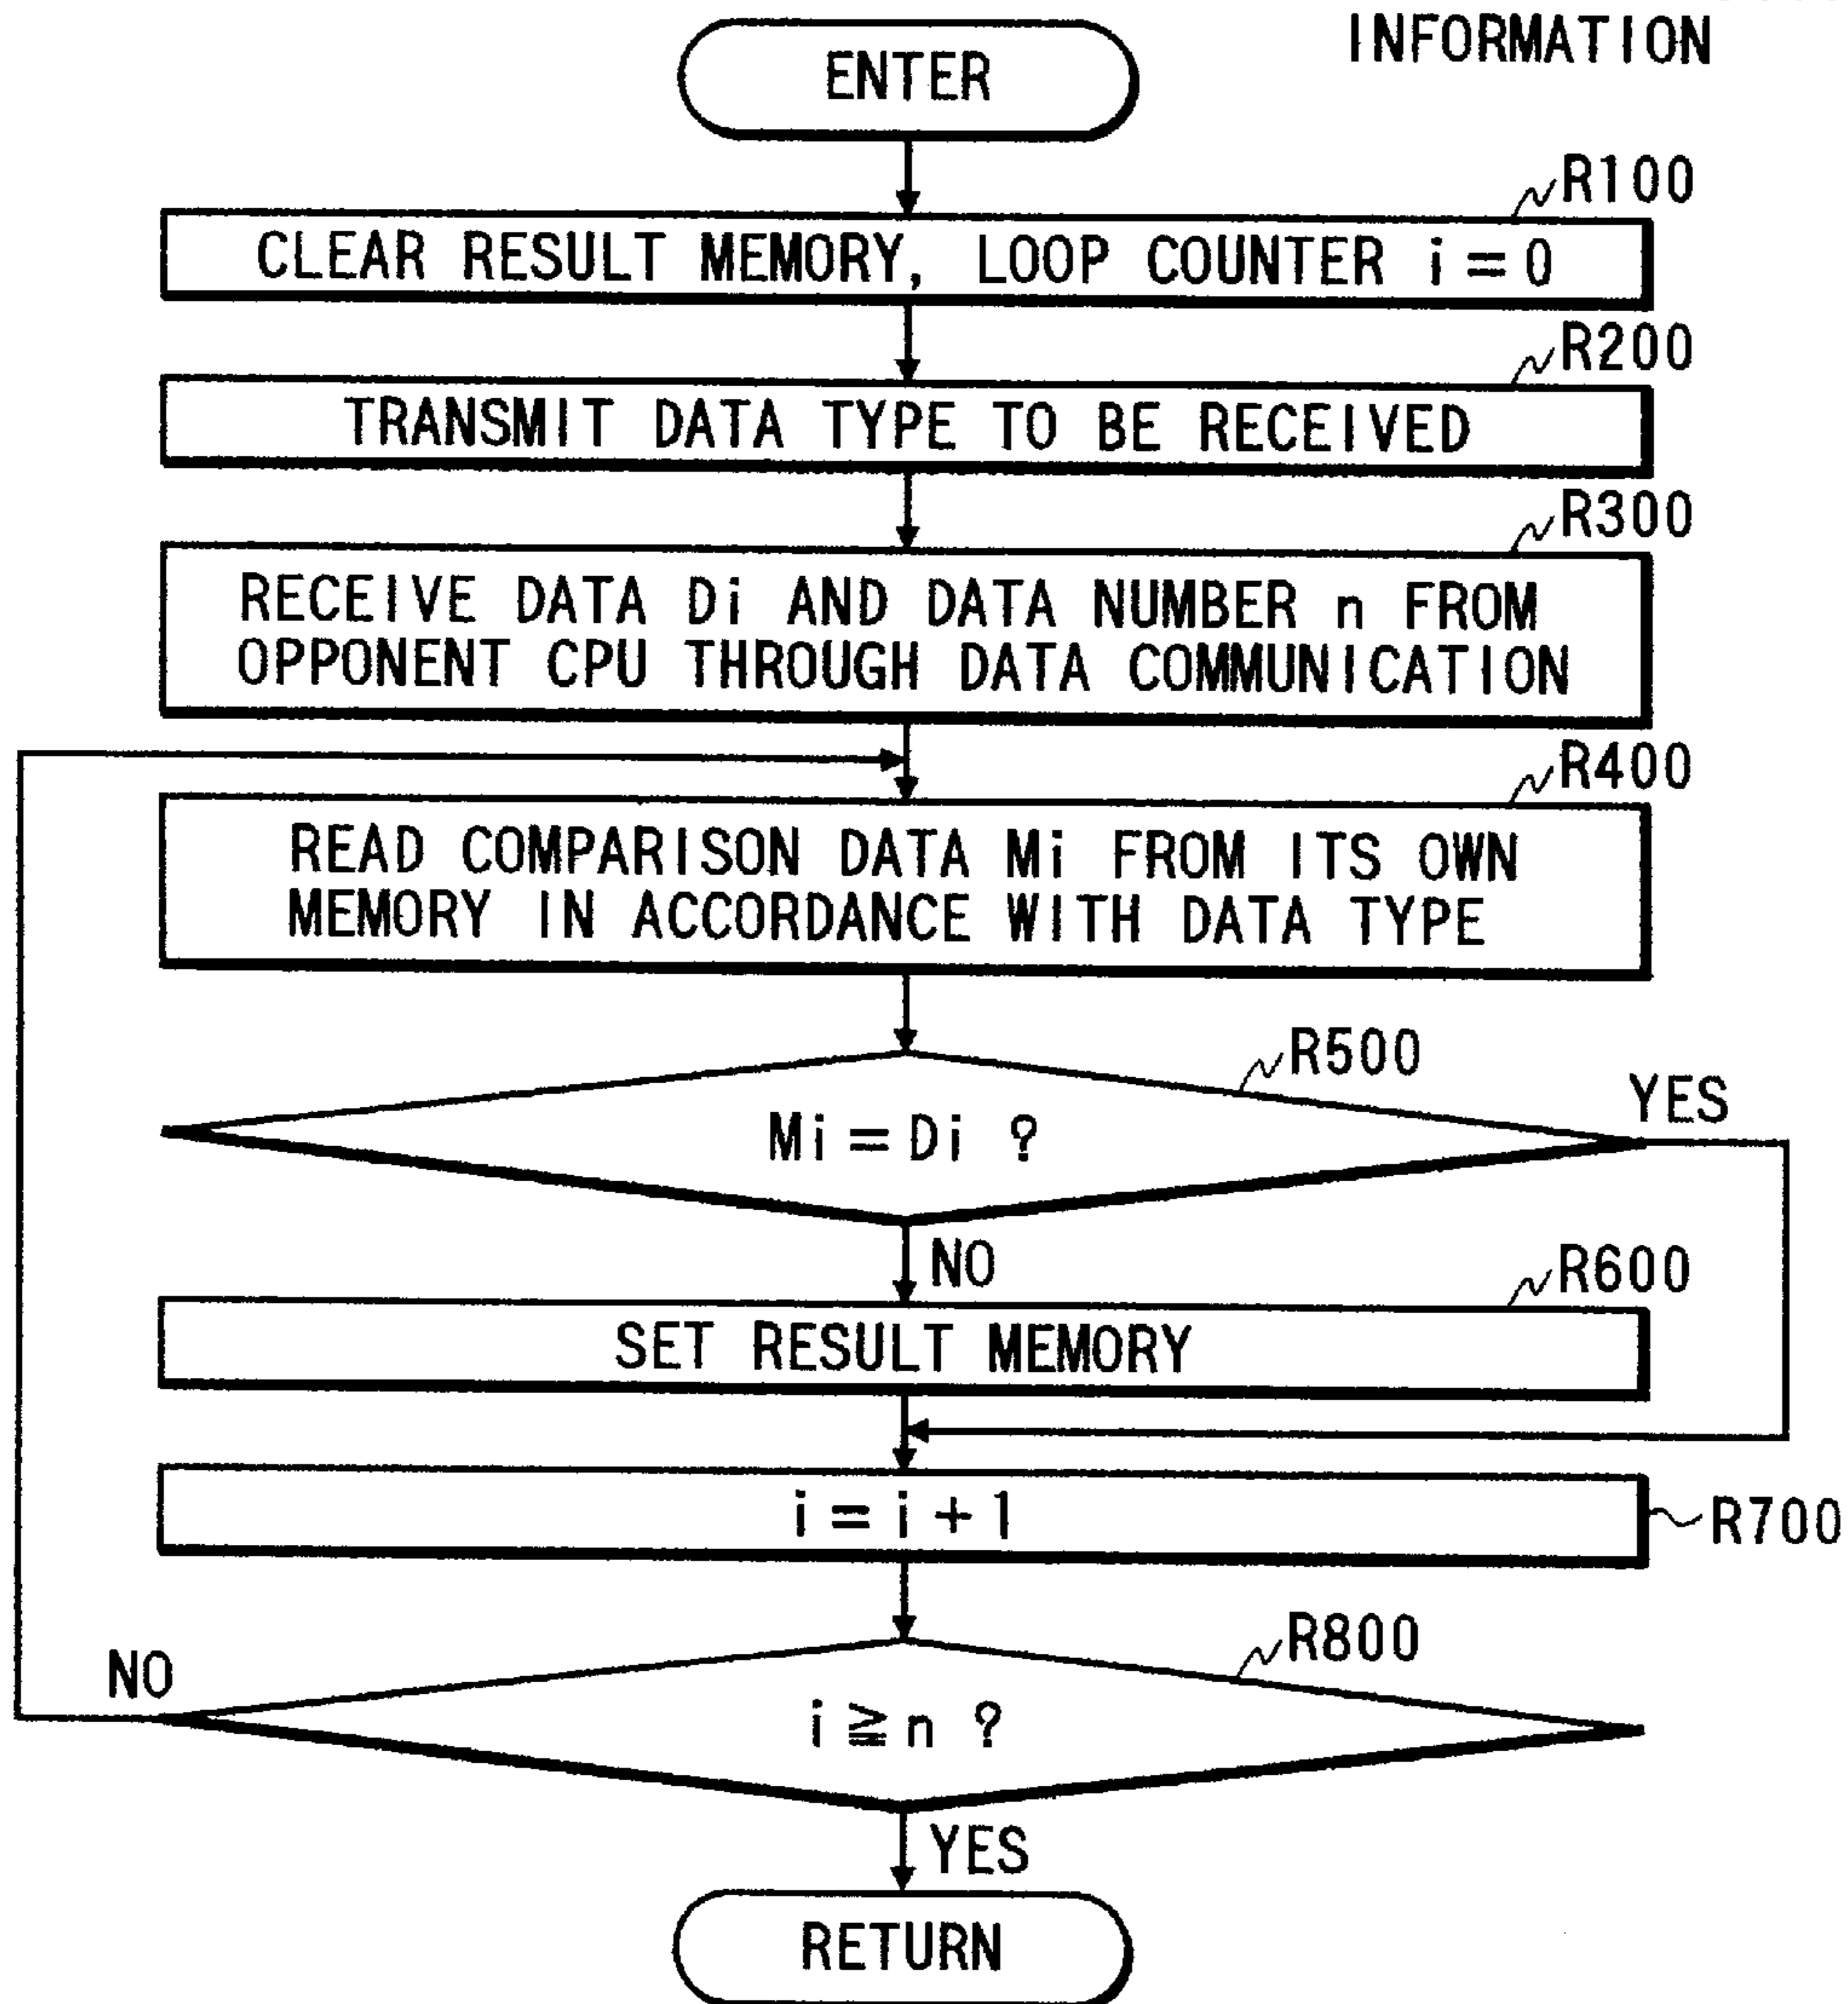 INFORMATION
ENTER
R100
CLEAR RESULT MEMORY, LOOP COUNTER i = 0
R200
TRANSMIT DATA TYPE TO BE RECEIVED
R300
RECEIVE DATA Di AND DATA NUMBER n FROM
OPPONENT CPU THROUGH DATA COMMUNICATION
R400
READ COMPARISON DATA Mi FROM ITS OWN
MEMORY IN ACCORDANCE WITH DATA TYPE
R500
YES
Mi = Di ?
NO
R600
SET RESULT MEMORY
i = i + 1
R700
R800
NO
i ≧ n ?
YES
RETURN